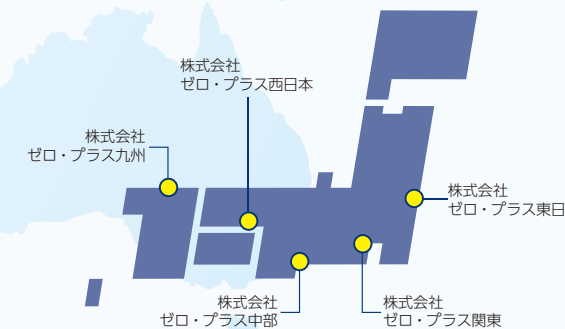 株式会社
ゼロ・プラス西日本
株式会社
ゼロ・プラス九州
株式会社
ゼロ・プラス東日
株式会社
ゼロ・プラス中部
株式会社
ゼロ・プラス関東